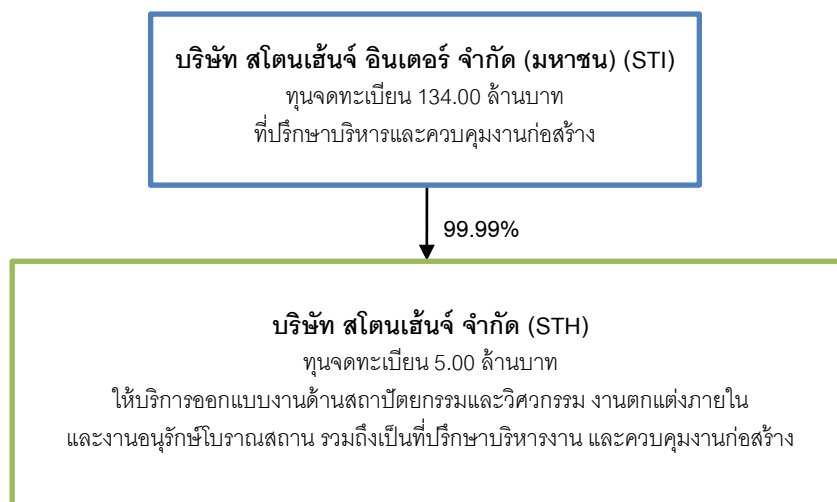 บริษัท สโตนเฮ้นจ์ อินเตอร์ จำกัด (มหาชน) (STI)
ทุนจดทะเบียน 134.00 ล้านบาท
ที่ปรึกษาบริหารและควบคุมงานก่อสร้าง
99.99%
บริษัท สโตนเฮ้นจ์ จำกัด (STH)
ทุนจดทะเบียน 5.00 ล้านบาท
ให้บริการออกแบบงานด้านสถาปัตยกรรมและวิศวกรรม งานตกแต่งภายใน
และงานอนุรักษ์โบราณสถาน รวมถึงเป็นที่ปรึกษาบริหารงาน และควบคุมงานก่อสร้าง